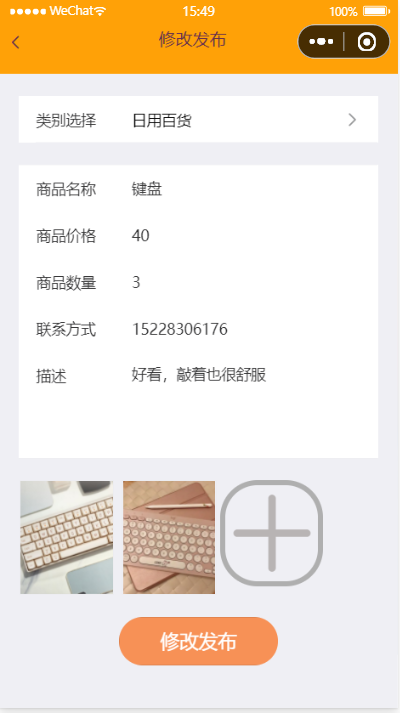 WeChat 15:49 100%
修改发布
类别选择 日用百货
商品名称 键盘
商品价格 40
商品数量 3
联系方式 15228306176
描述 好看，敲着也很舒服
修改发布